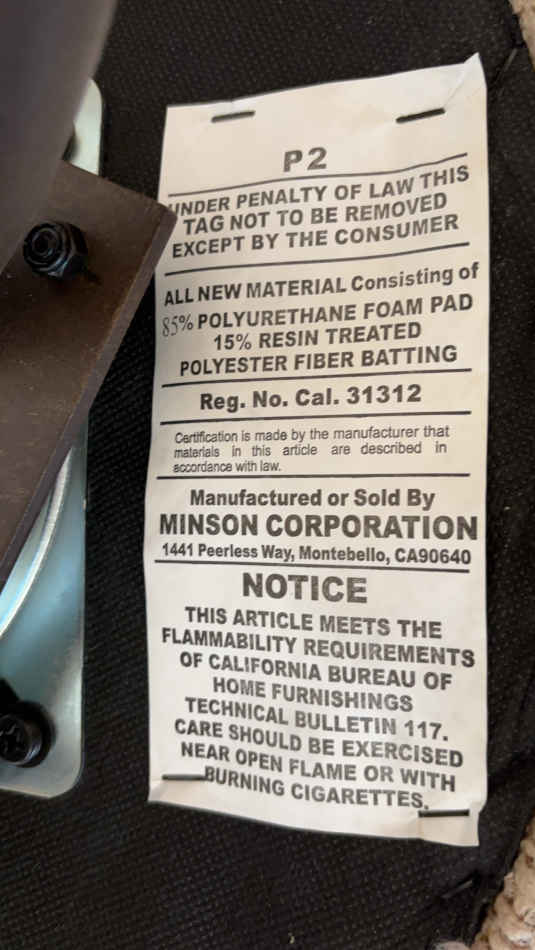 P2
UNDER PENALTY OF LAW THIS
TAG NOT TO BE REMOVED
EXCEPT BY THE CONSUMER
ALL NEW MATERIAL Consisting of
85% POLYURETHANE FOAM PAD
15% RESIN TREATED
POLYESTER FIBER BATTING
Reg. No. Cal. 31312
Certification is made by the manufacturer that
materials in this article are described in
accordance with law.
Manufactured or Sold By
MINSON CORPORATION
1441 Peerless Way, Montebello, CA90640
NOTICE
THIS ARTICLE MEETS THE
FLAMMABILITY REQUIREMENTS
OF CALIFORNIA BUREAU OF
HOME FURNISHINGS
TECHNICAL BULLETIN 117.
CARE SHOULD BE EXERCISED
NEAR OPEN FLAME OR WITH
BURNING CIGARETTES.